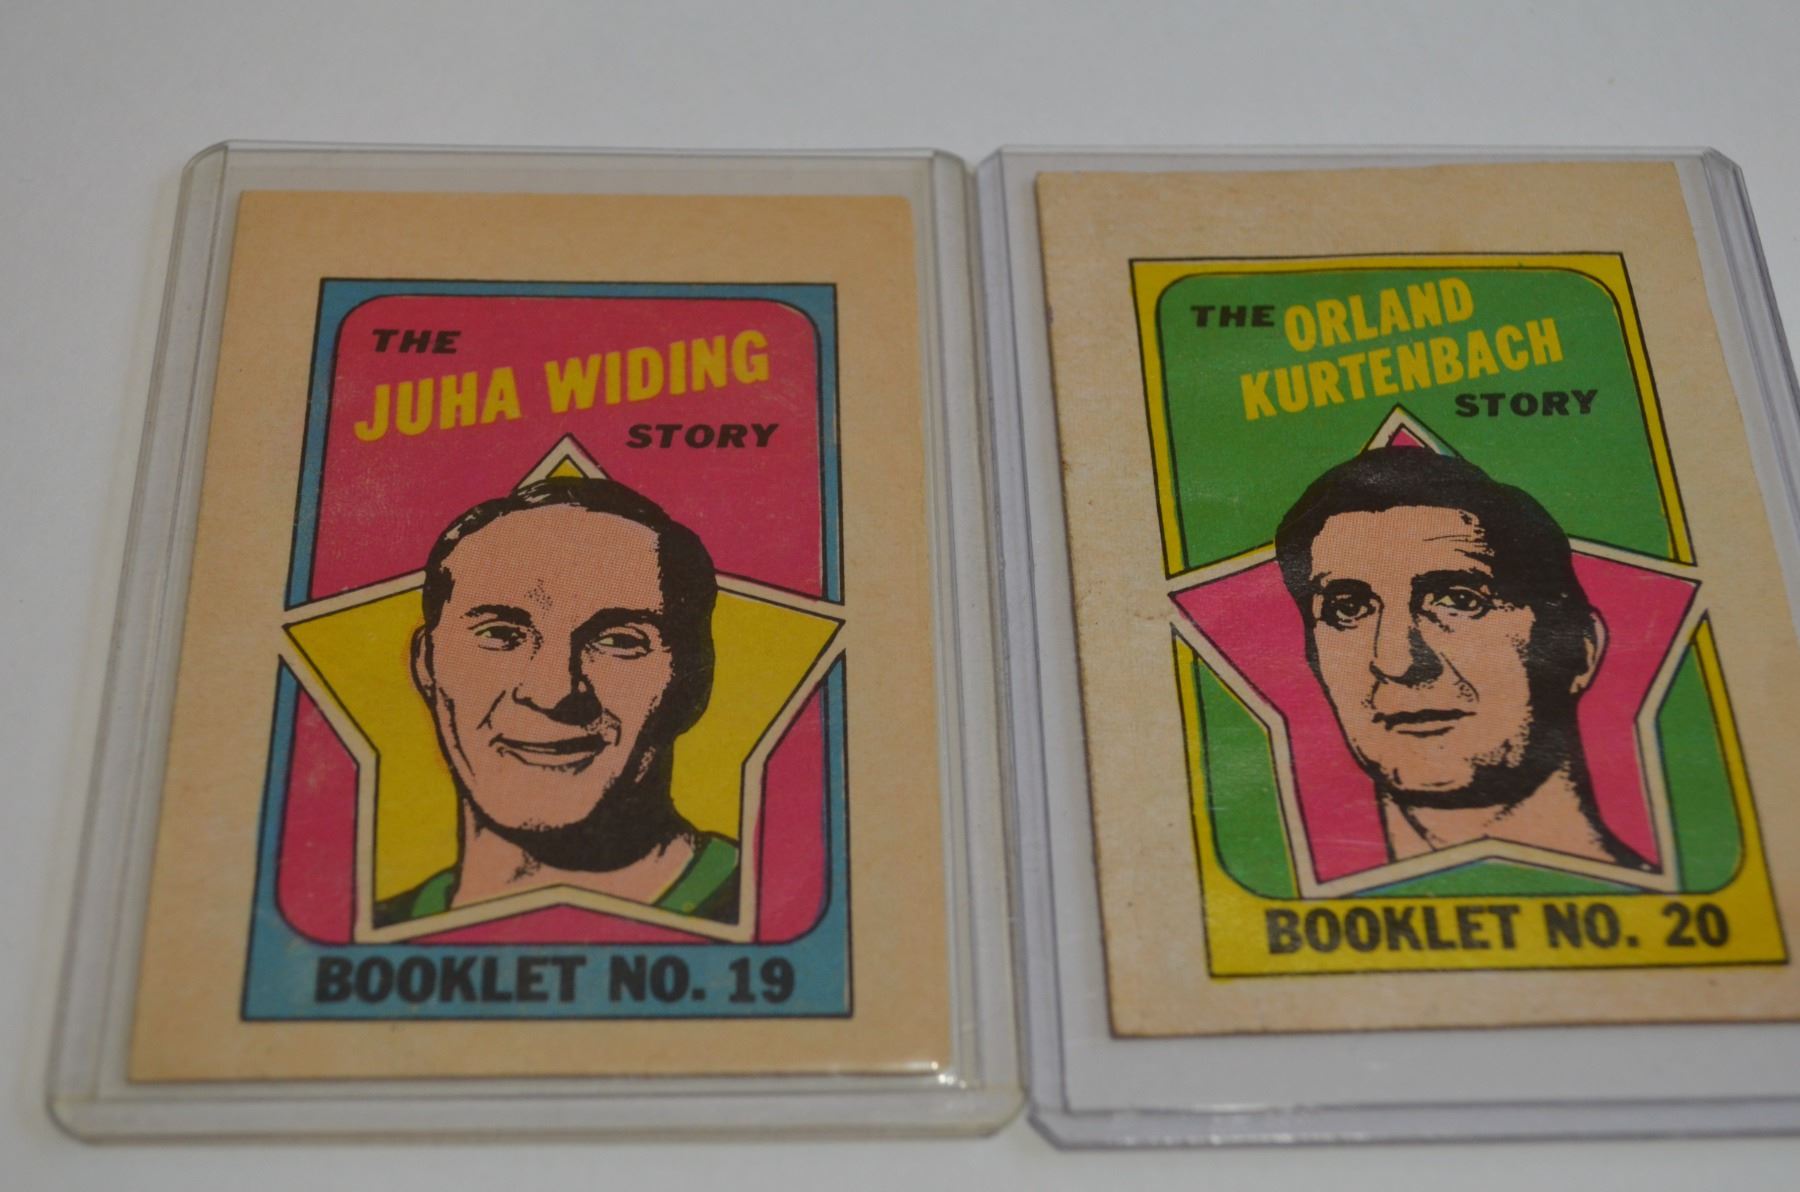 THE
JUHA WIDING
STORY
BOOKLET NO. 19
THE ORLAND
KURTENBACH
STORY
BOOKLET NO. 20